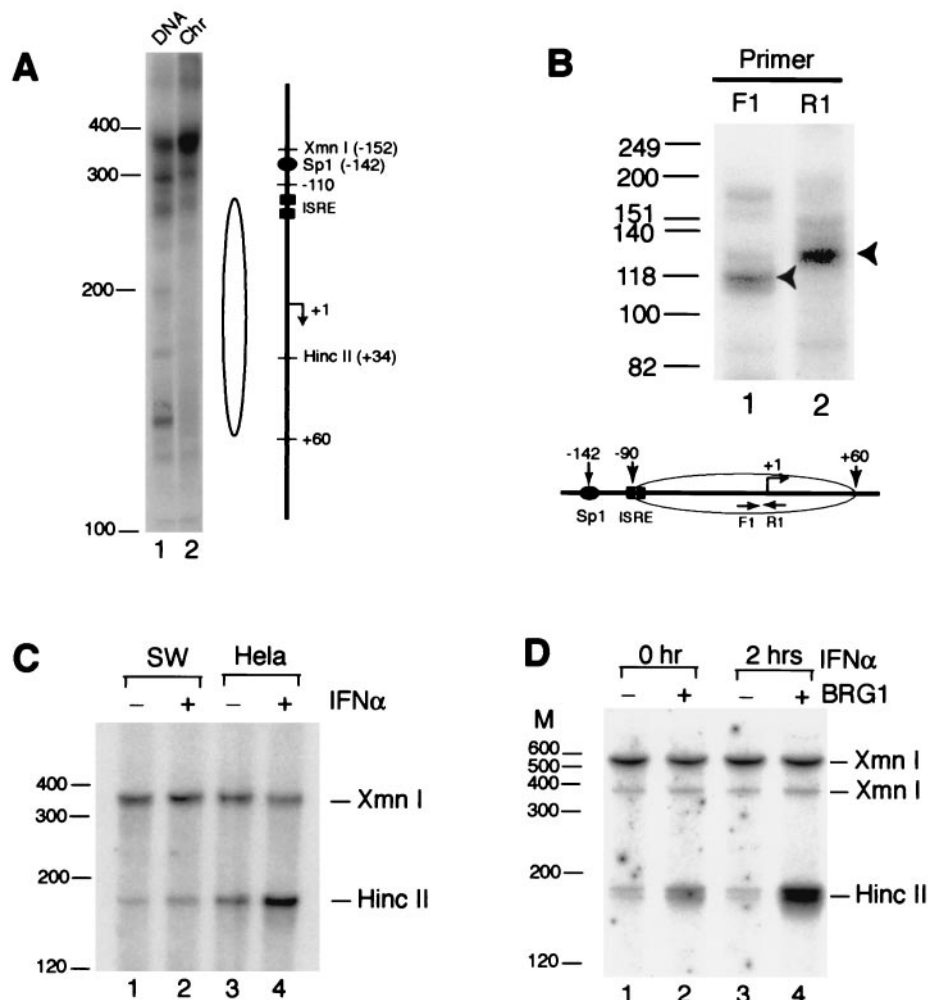 A
DNA
Chr
400
300
200
100
1 2
Xmn I (-152)
Sp1 (-142)
-110
ISRE
+1
Hinc II (+34)
+60
B
Primer
F1 R1
249
200
151
140
118
100
82
1 2
-142 -90 +1 +60
Sp1 ISRE F1 R1
C
SW Hela
− + − + IFNα
400
300
200
120
Xmn I
Hinc II
1 2 3 4
D
0 hr 2 hrs IFNα
− + − + BRG1
M
600
500
400
300
200
120
Xmn I
Xmn I
Hinc II
1 2 3 4